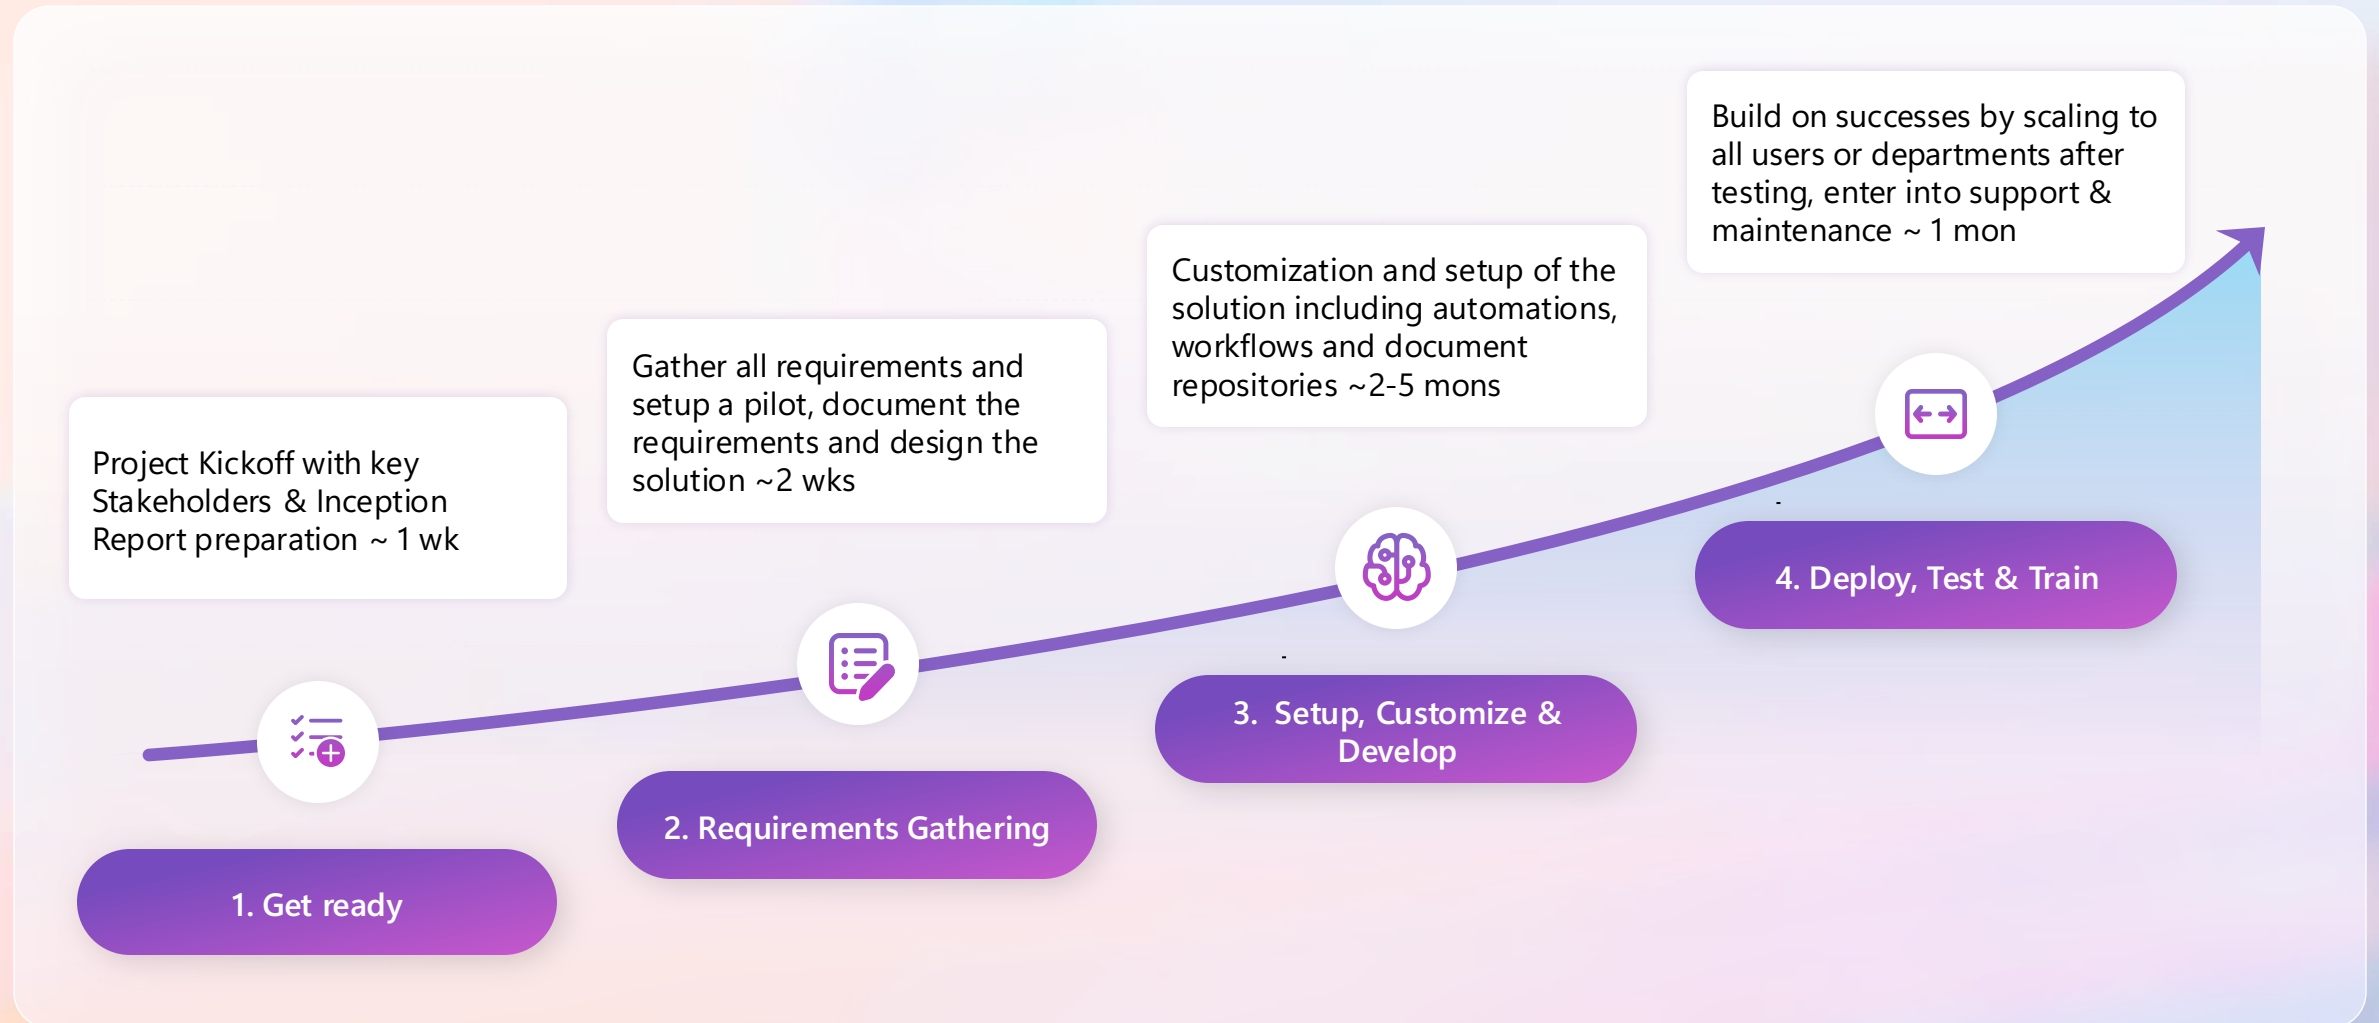 Project Kickoff with key
Stakeholders & Inception
Report preparation ~ 1 wk
1. Get ready
Gather all requirements and
setup a pilot, document the
requirements and design the
solution ~2 wks
2. Requirements Gathering
Customization and setup of the
solution including automations,
workflows and document
repositories ~2-5 mons
-
3. Setup, Customize &
Develop
Build on successes by scaling to
all users or departments after
testing, enter into support &
maintenance ~ 1 mon
-
4. Deploy, Test & Train